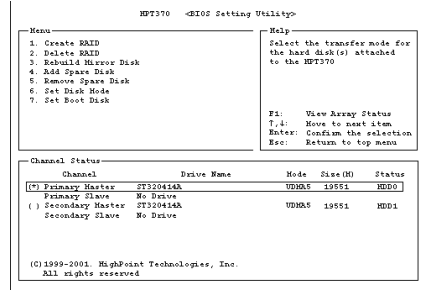 HPT370 <BIOS Setting Utility>
Menu
1. Create RAID
2. Delete RAID
3. Rebuild Mirror Disk
4. Add Spare Disk
5. Remove Spare Disk
6. Set Disk Mode
7. Set Boot Disk
Help
Select the transfer mode for
the hard disk(s) attached
to the HPT370
F1: View Array Status
↑,↓: Move to next item
Enter: Confirm the selection
Esc: Return to top menu
Channel Status
Channel Drive Name Mode Size(M) Status
(*) Primary Master ST320414A UDMA5 19551 HDD0
Primary Slave No Drive
( ) Secondary Master ST320414A UDMA5 19551 HDD1
Secondary Slave No Drive
(C)1999-2001. HighPoint Technologies, Inc.
All rights reserved